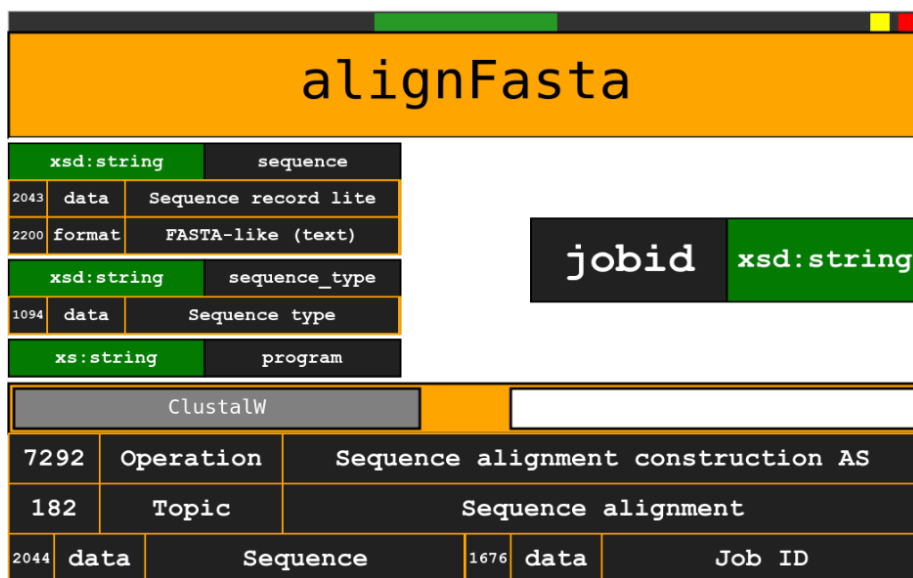 alignFasta
xsd:string sequence
2043 data Sequence record lite
2200 format FASTA-like (text)
xsd:string sequence_type
1094 data Sequence type
xs:string program
jobid xsd:string
ClustalW
7292 Operation Sequence alignment construction AS
182 Topic Sequence alignment
2044 data Sequence 1676 data Job ID